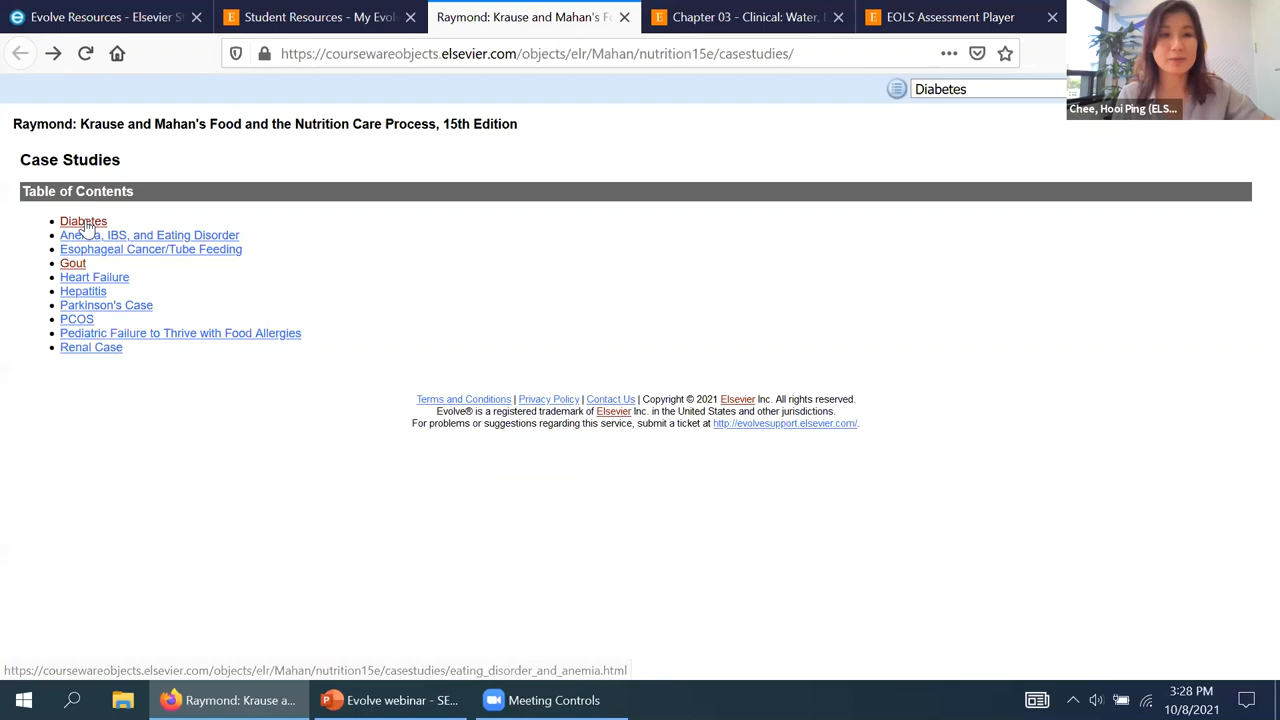 Evolve Resources - Elsevier S
Student Resources - My Evol
Raymond: Krause and Mahan's F
Chapter 03 - Clinical: Water,
EOLS Assessment Player
https://coursewareobjects.elsevier.com/objects/elr/Mahan/nutrition15e/casestudies/
Diabetes
Chee, Hooi Ping (ELS...
Raymond: Krause and Mahan's Food and the Nutrition Care Process, 15th Edition
Case Studies
Table of Contents
Diabetes
Anemia, IBS, and Eating Disorder
Esophageal Cancer/Tube Feeding
Gout
Heart Failure
Hepatitis
Parkinson's Case
PCOS
Pediatric Failure to Thrive with Food Allergies
Renal Case
Terms and Conditions | Privacy Policy | Contact Us | Copyright © 2021 Elsevier Inc. All rights reserved.
Evolve® is a registered trademark of Elsevier Inc. in the United States and other jurisdictions.
For problems or suggestions regarding this service, submit a ticket at http://evolvesupport.elsevier.com/.
https://coursewareobjects.elsevier.com/objects/elr/Mahan/nutrition15e/casestudies/eating_disorder_and_anemia.html
Raymond: Krause a...
Evolve webinar - SE...
Meeting Controls
3:28 PM
10/8/2021